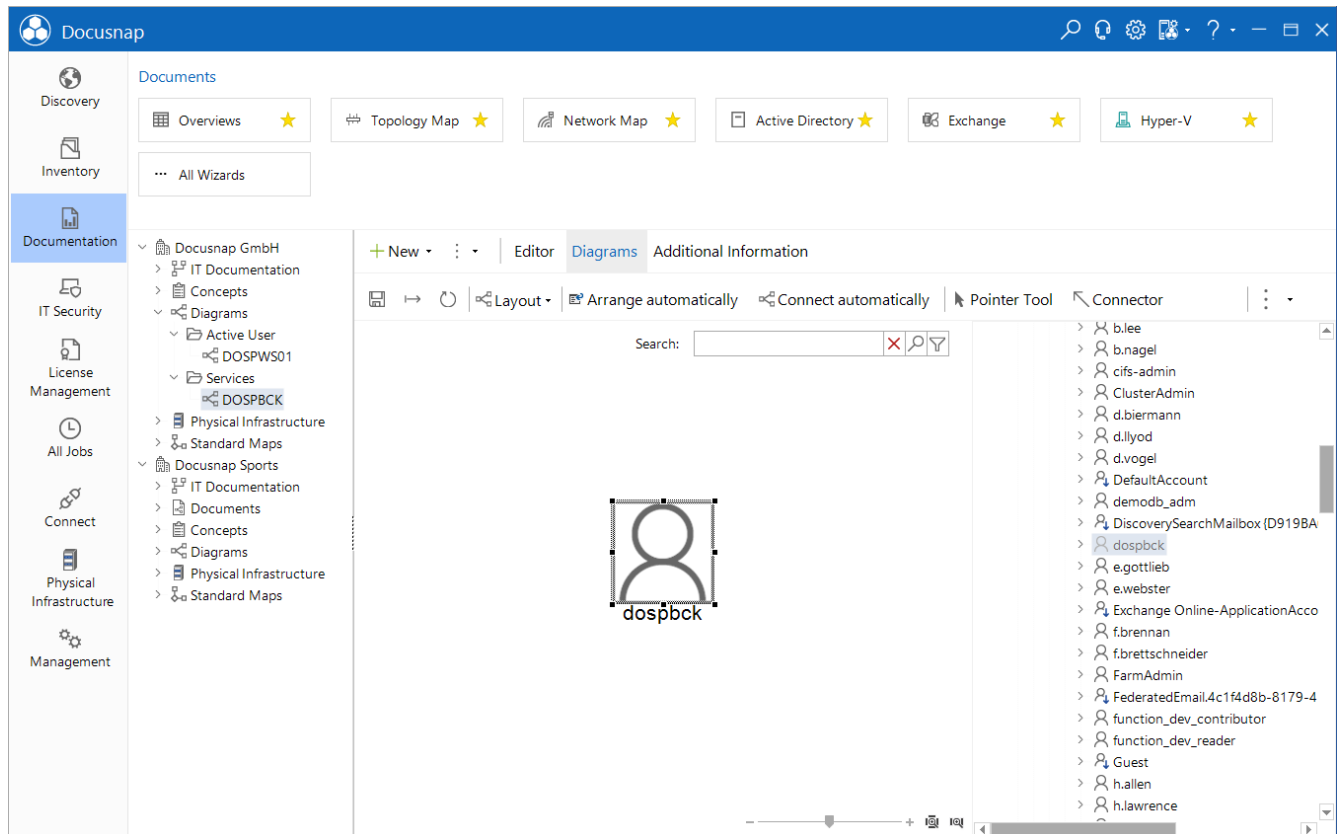 Docusnap
Discovery
Inventory
Documentation
IT Security
License
Management
All Jobs
Connect
Physical
Infrastructure
Management
Documents
Overviews
Topology Map
Network Map
Active Directory
Exchange
Hyper-V
All Wizards
Docusnap GmbH
IT Documentation
Concepts
Diagrams
Active User
DOSPWS01
Services
DOSPBCK
Physical Infrastructure
Standard Maps
Docusnap Sports
IT Documentation
Documents
Concepts
Diagrams
Physical Infrastructure
Standard Maps
New Editor Diagrams Additional Information
Layout Arrange automatically Connect automatically Pointer Tool Connector
Search:
dospbck
b.lee
b.nagel
cifs-admin
ClusterAdmin
d.biermann
d.llyod
d.vogel
DefaultAccount
demodb_adm
DiscoverySearchMailbox {D919BA
dospbck
e.gottlieb
e.webster
Exchange Online-ApplicationAcco
f.brennan
f.brettschneider
FarmAdmin
FederatedEmail.4c1f4d8b-8179-4
function_dev_contributor
function_dev_reader
Guest
h.allen
h.lawrence